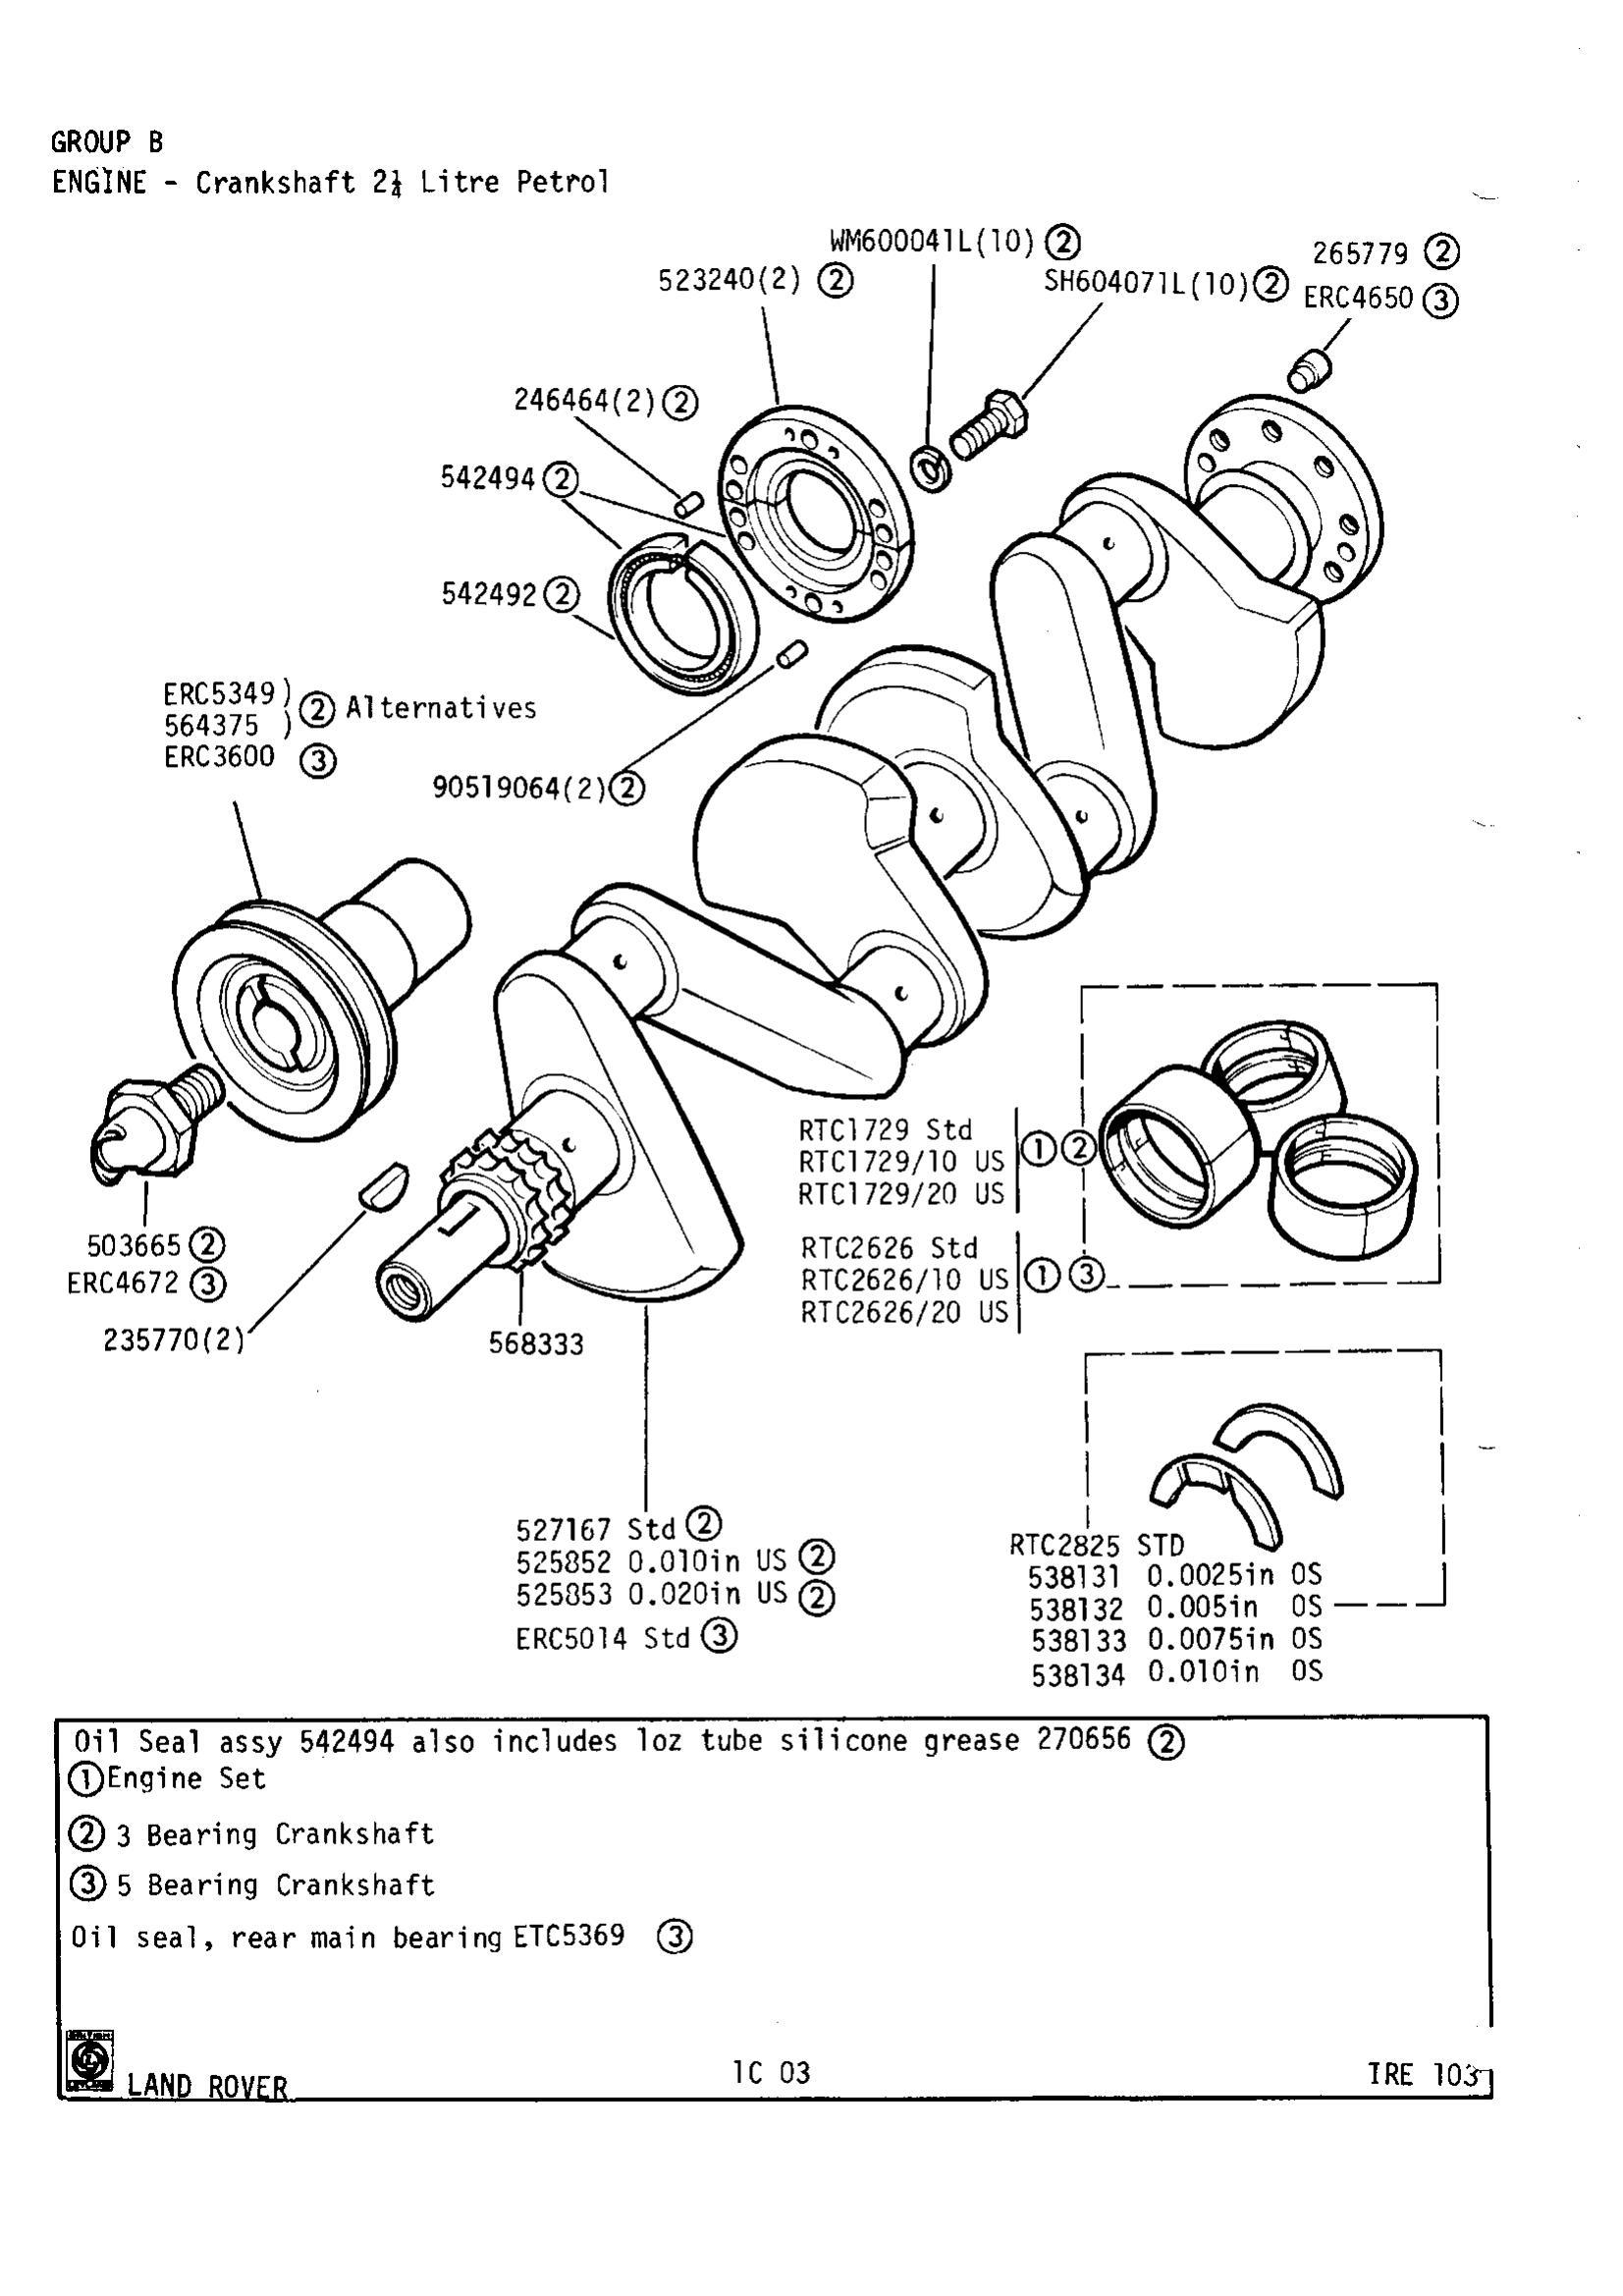 GROUP B
ENGINE - Crankshaft 2¼ Litre Petrol
WM600041L(10) ②
523240(2) ②
SH604071L(10) ②
265779 ②
ERC4650 ③
246464(2) ②
542494 ②
542492 ②
ERC5349 )
564375 ) ② Alternatives
ERC3600 ③
90519064(2) ②
RTC1729 Std
RTC1729/10 US ① ②
RTC1729/20 US
503665 ②
ERC4672 ③
RTC2626 Std
RTC2626/10 US ① ③
RTC2626/20 US
235770(2)
568333
527167 Std ②
525852 0.010in US ②
525853 0.020in US ②
ERC5014 Std ③
RTC2825 STD
538131 0.0025in OS
538132 0.005in OS
538133 0.0075in OS
538134 0.010in OS
Oil Seal assy 542494 also includes 1oz tube silicone grease 270656 ②
① Engine Set
② 3 Bearing Crankshaft
③ 5 Bearing Crankshaft
Oil seal, rear main bearing ETC5369 ③
LAND ROVER
1C 03
IRE 103